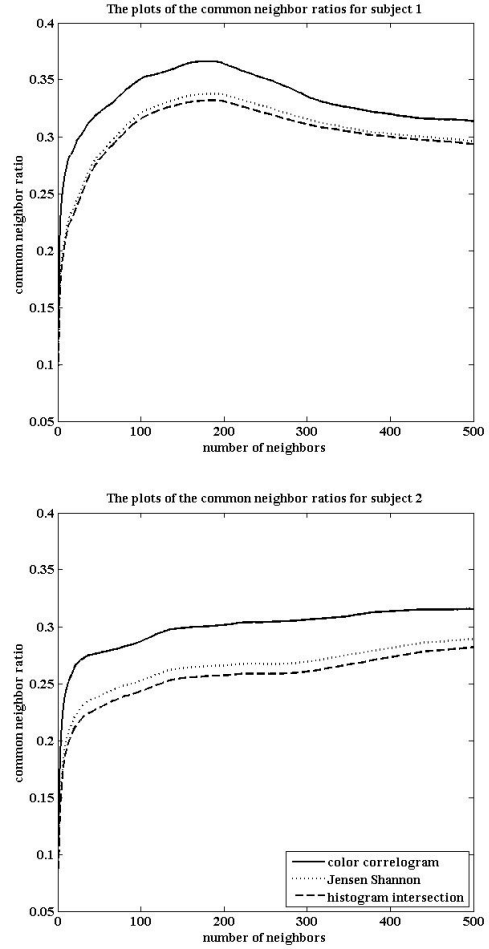 The plots of the common neighbor ratios for subject 1
0.4
0.35
0.3
0.25
0.2
0.15
0.1
0.05
common neighbor ratio
0 100 200 300 400 500
number of neighbors
The plots of the common neighbor ratios for subject 2
0.4
0.35
0.3
0.25
0.2
0.15
0.1
0.05
common neighbor ratio
color correlogram
Jensen Shannon
histogram intersection
0 100 200 300 400 500
number of neighbors